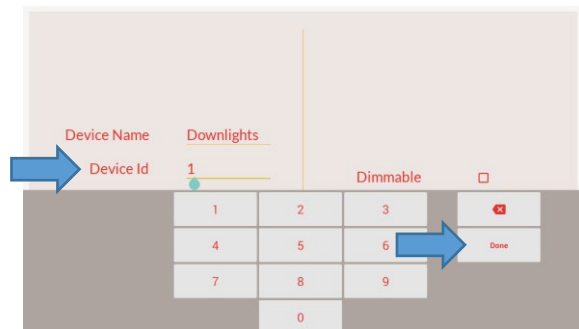 Device Name Downlights
Device Id 1
Dimmable
1 2 3
4 5 6 Done
7 8 9
0